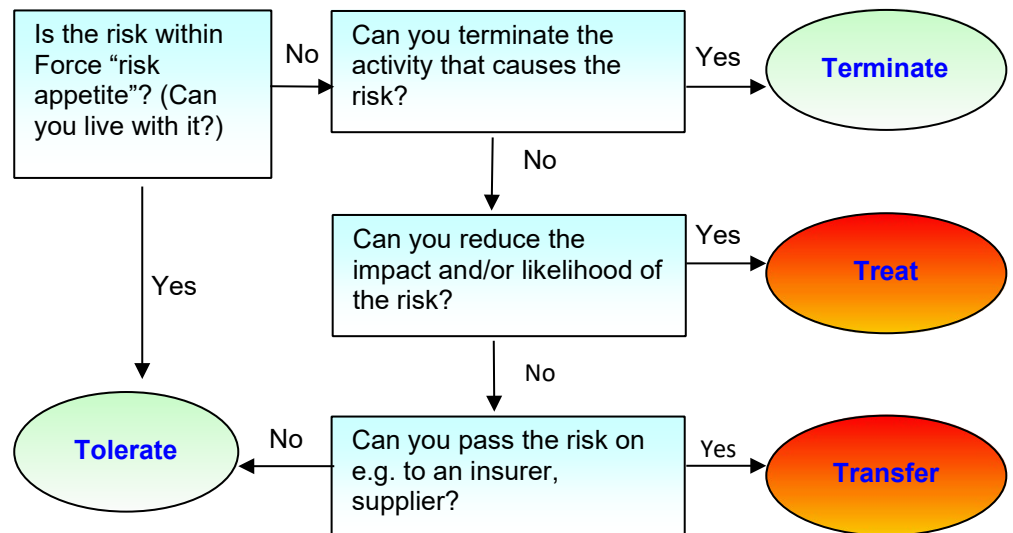 Is the risk within
Force “risk
appetite”? (Can
you live with it?)
No
Can you terminate the
activity that causes the
risk?
Yes
Terminate
No
Can you reduce the
impact and/or likelihood of
the risk?
Yes
Treat
Yes
No
Tolerate
No
Can you pass the risk on
e.g. to an insurer,
supplier?
Yes
Transfer